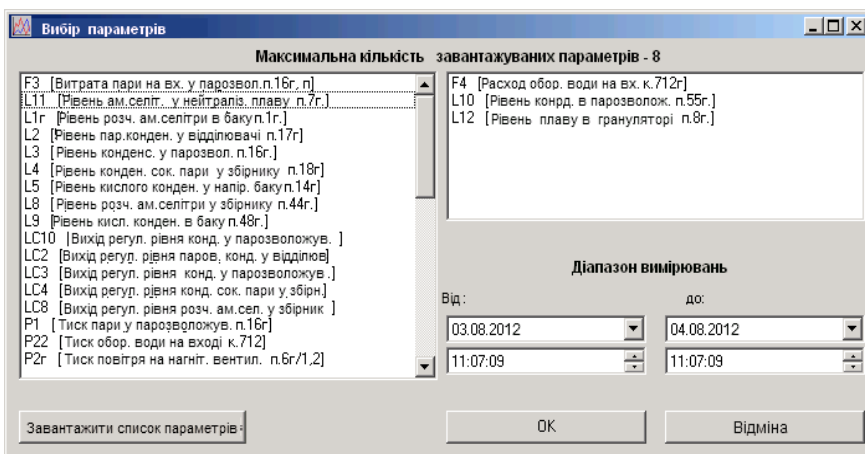 Вибір параметрів
Максимальна кількість завантажуваних параметрів - 8
F3 [Витрата пари на вх. у парозвол.п.16г, п]
L11 [Рівень ам.селіт. у нейтраліз. плаву п.7г.]
L1г [Рівень розч. ам.селітри в баку п.1г.]
L2 [Рівень пар.конден. у відділювачі п.17г]
L3 [Рівень конденс. у парозвол. п.16г.]
L4 [Рівень конден. сок. пари у збірнику п.18г]
L5 [Рівень кислого конден. у напір. баку п.14г]
L8 [Рівень розч. ам.селітри у збірнику п.44г.]
L9 [Рівень кисл. конден. в баку п.48г.]
LC10 [Вихід регул. рівня конд. у парозволожув. ]
LC2 [Вихід регул. рівня паров. конд. у відділюв]
LC3 [Вихід регул. рівня конд. у парозволожув.]
LC4 [Вихід регул. рівня конд. сок. пари у збірн.]
LC8 [Вихід регул. рівня розч. ам.сел. у збірник ]
P1 [Тиск пари у парозволожув. п.16г]
P22 [Тиск обор. води на вході к.712]
P2г [Тиск повітря на нагніт. вентил. п.6г/1,2]
F4 [Расход обор. води на вх. к.712г]
L10 [Рівень конрд. в парозволож. п.55г.]
L12 [Рівень плаву в грануляторі п.8г.]
Діапазон вимірювань
Від: до:
03.08.2012 04.08.2012
11:07:09 11:07:09
Завантажити список параметрів OK Відміна